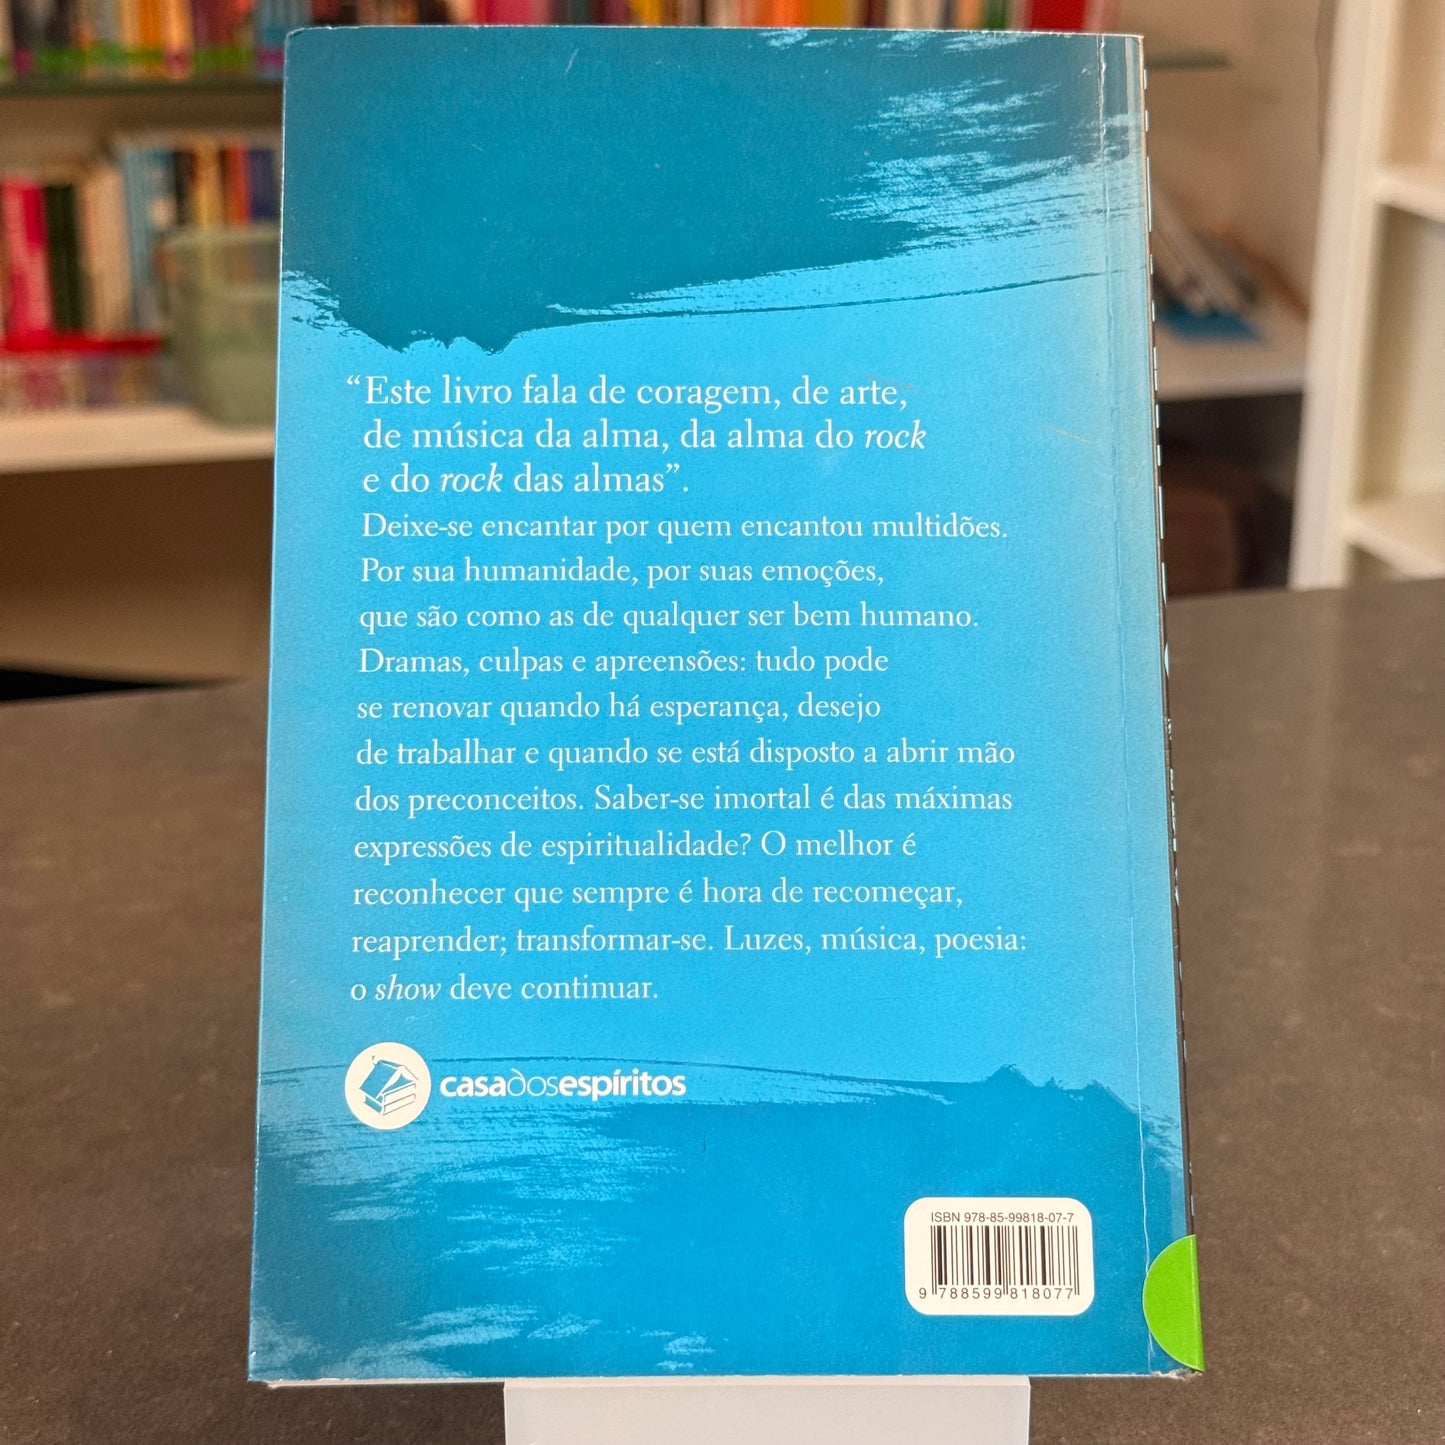 “Este livro fala de coragem, de arte,
de música da alma, da alma do rock
e do rock das almas”.
Deixe-se encantar por quem encantou multidões.
Por sua humanidade, por suas emoções,
que são como as de qualquer ser bem humano.
Dramas, culpas e apreensões: tudo pode
se renovar quando há esperança, desejo
de trabalhar e quando se está disposto a abrir mão
dos preconceitos. Saber-se imortal é das máximas
expressões de espiritualidade? O melhor é
reconhecer que sempre é hora de recomeçar,
reaprender; transformar-se. Luzes, música, poesia:
o show deve continuar.
casadosespíritos
ISBN 978-85-99818-07-7
9 788599 818077